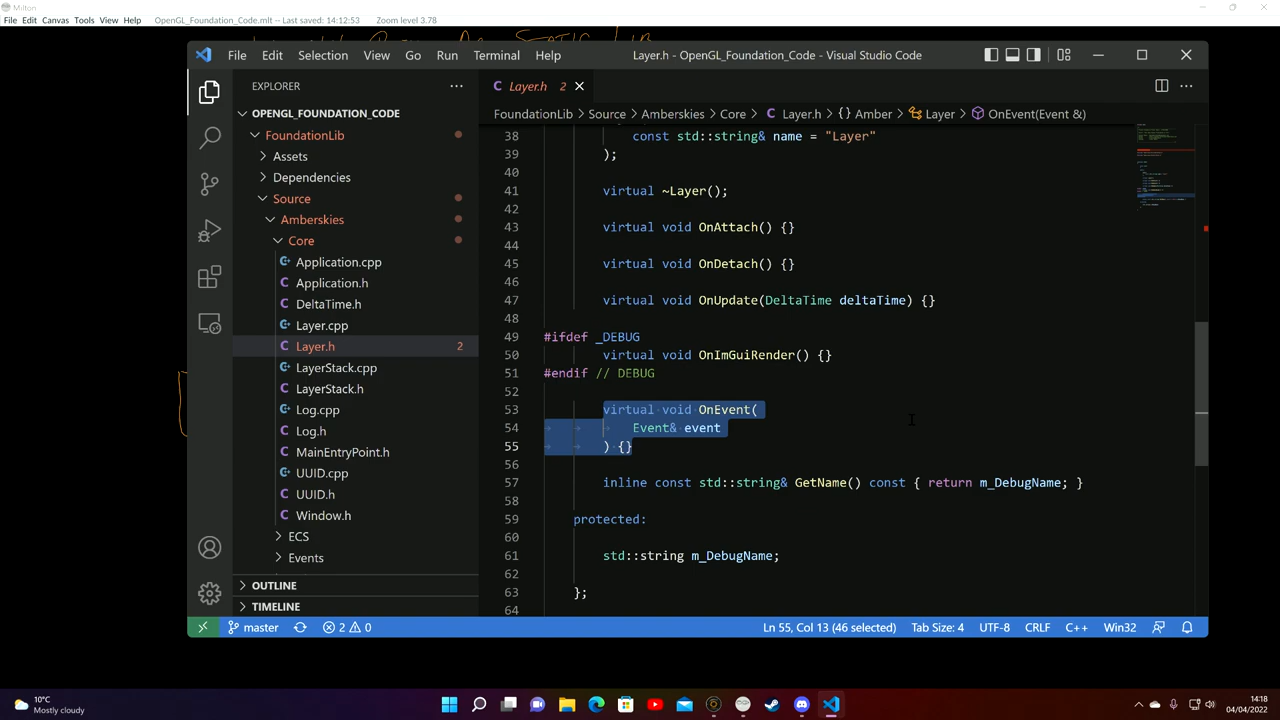 Milton
File Edit Canvas Tools View Help OpenGL_Foundation_Code.mlt -- Last saved: 14:12:53 Zoom level 3.78
File Edit Selection View Go Run Terminal Help Layer.h - OpenGL_Foundation_Code - Visual Studio Code
EXPLORER
Layer.h 2
OPENGL_FOUNDATION_CODE
FoundationLib > Source > Amberskies > Core > Layer.h > {} Amber > Layer > OnEvent(Event &)
FoundationLib
Assets
Dependencies
Source
Amberskies
Core
Application.cpp
Application.h
DeltaTime.h
Layer.cpp
Layer.h 2
LayerStack.cpp
LayerStack.h
Log.cpp
Log.h
MainEntryPoint.h
UUID.cpp
UUID.h
Window.h
ECS
Events
OUTLINE
TIMELINE
38 const std::string& name = "Layer"
39 );
40
41 virtual ~Layer();
42
43 virtual void OnAttach() {}
44
45 virtual void OnDetach() {}
46
47 virtual void OnUpdate(DeltaTime deltaTime) {}
48
49 #ifdef _DEBUG
50 virtual void OnImGuiRender() {}
51 #endif // DEBUG
52
53 virtual void OnEvent(
54 Event& event
55 ) {}
56
57 inline const std::string& GetName() const { return m_DebugName; }
58
59 protected:
60
61 std::string m_DebugName;
62
63 };
64
master 2 0 Ln 55, Col 13 (46 selected) Tab Size: 4 UTF-8 CRLF C++ Win32
10°C
Mostly cloudy
14:18
04/04/2022